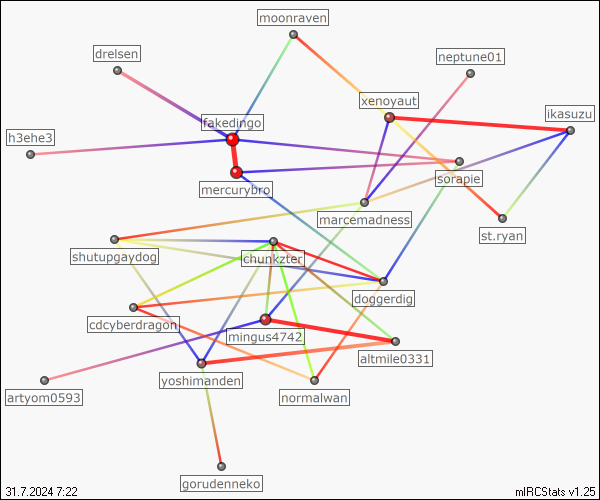 moonraven
drelsen
neptune01
xenoyaut
ikasuzu
fakedingo
h3ehe3
sorapie
mercurybro
marcemadness
st.ryan
shutupgaydog
chunkzter
doggerdig
cdcyberdragon
mingus4742
altmile0331
yoshimanden
artyom0593
normalwan
gorudenneko
31.7.2024 7:22
mIRCStats v1.25